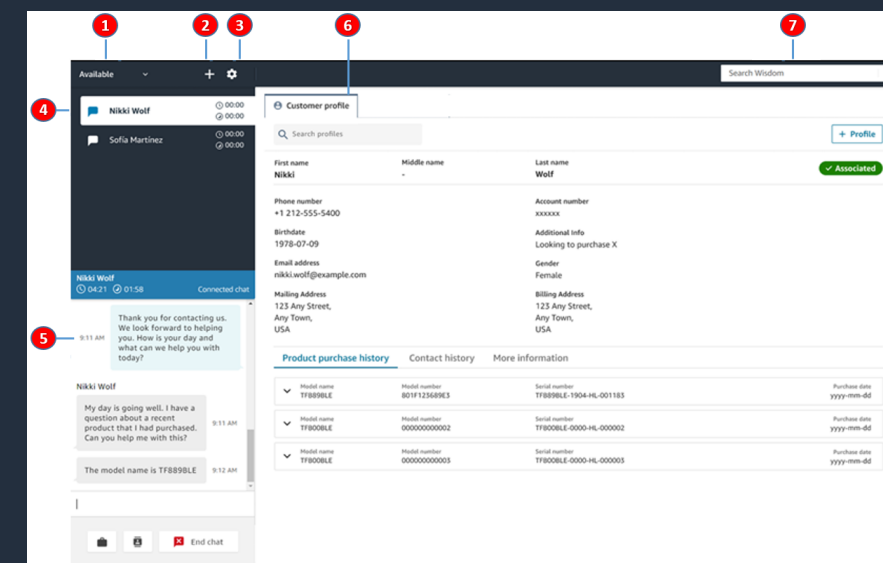 1
2
3
6
7
Available
Search Wisdom
4
Nikki Wolf
00:00
00:00
Sofía Martínez
00:00
00:00
Customer profile
Search profiles
+ Profile
First name
Nikki
Middle name
-
Last name
Wolf
Associated
Phone number
+1 212-555-5400
Account number
xxxxxx
Birthdate
1978-07-09
Additional Info
Looking to purchase X
Email address
nikki.wolf@example.com
Gender
Female
Mailing Address
123 Any Street,
Any Town,
USA
Billing Address
123 Any Street,
Any Town,
USA
Nikki Wolf
04:21 01:58 Connected chat
5
9:11 AM
Thank you for contacting us.
We look forward to helping
you. How is your day and
what can we help you with
today?
Nikki Wolf
My day is going well. I have a
question about a recent
product that I had purchased.
Can you help me with this?
9:11 AM
The model name is TF889BLE
9:12 AM
End chat
Product purchase history Contact history More information
Model name Model number Serial number Purchase date
TF889BLE 801F123689E3 TF889BLE-1904-HL-001183 yyyy-mm-dd
Model name Model number Serial number Purchase date
TF800BLE 000000000002 TF800BLE-0000-HL-000002 yyyy-mm-dd
Model name Model number Serial number Purchase date
TF800BLE 000000000003 TF800BLE-0000-HL-000003 yyyy-mm-dd